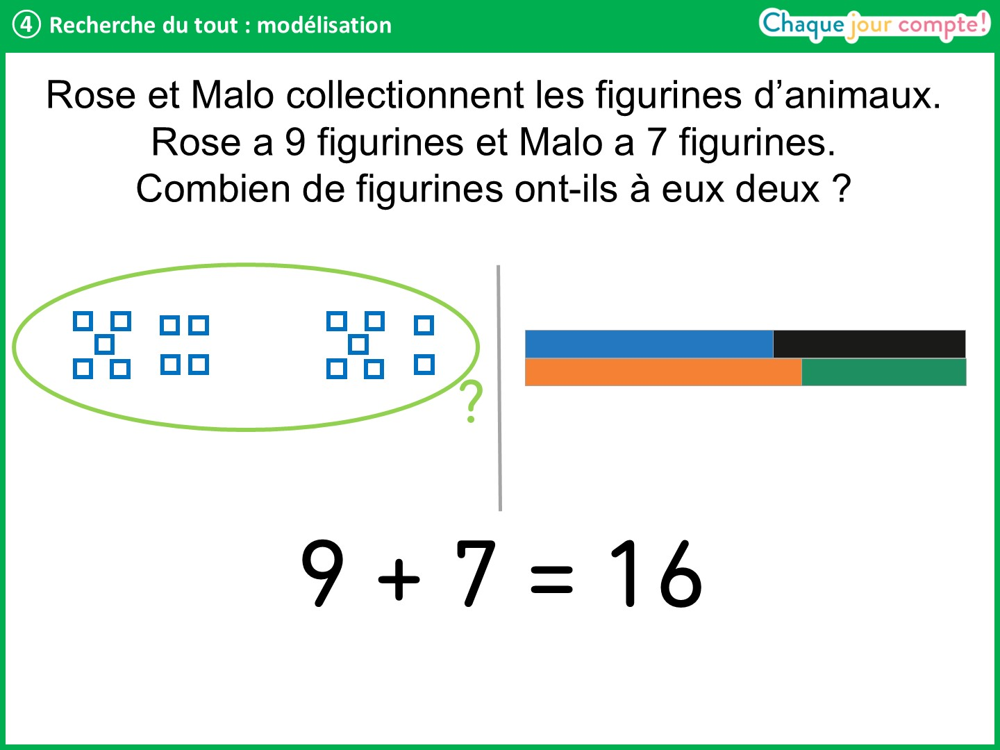 ④ Recherche du tout : modélisation
Chaque jour compte!
Rose et Malo collectionnent les figurines d’animaux.
Rose a 9 figurines et Malo a 7 figurines.
Combien de figurines ont-ils à eux deux ?
?
9 + 7 = 16